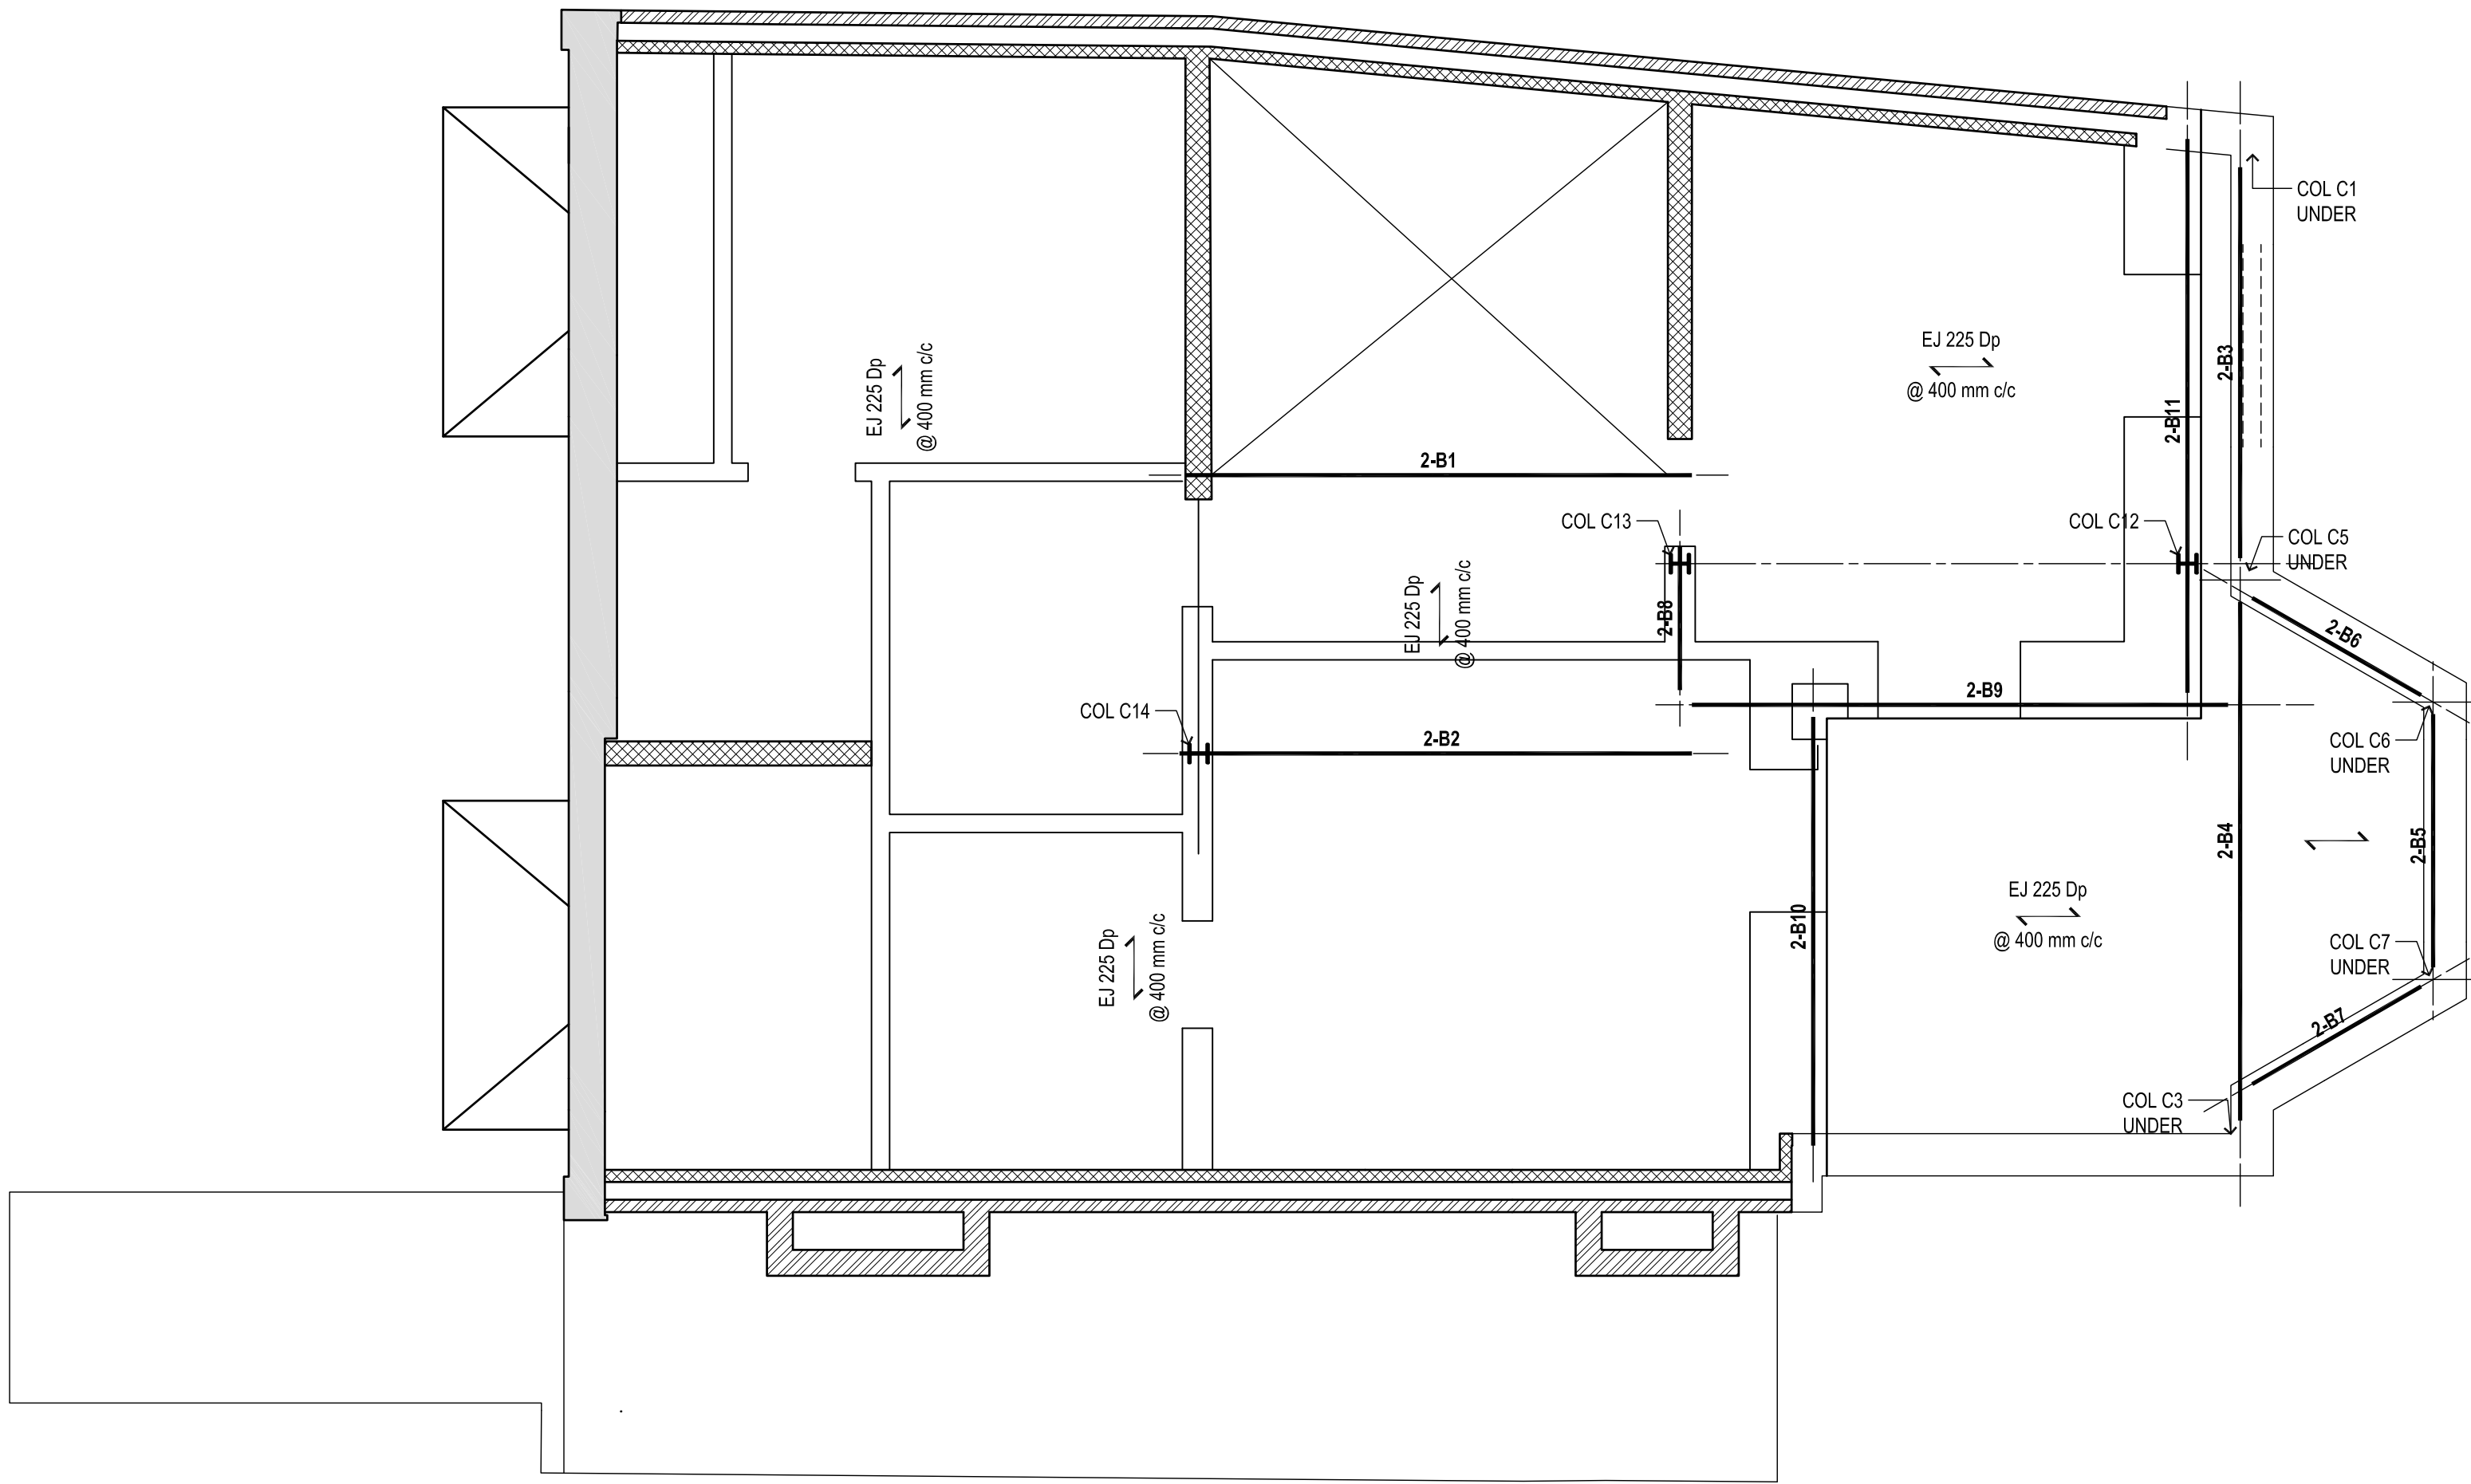 COL C1
UNDER
EJ 225 Dp
@ 400 mm c/c
EJ 225 Dp
@ 400 mm c/c
2-B3
2-B11
2-B1
COL C13
COL C12
COL C5
UNDER
EJ 225 Dp
@ 400 mm c/c
2-B8
2-B6
2-B9
COL C14
2-B2
COL C6
UNDER
2-B4
2-B5
EJ 225 Dp
@ 400 mm c/c
2-B10
EJ 225 Dp
@ 400 mm c/c
COL C7
UNDER
2-B7
COL C3
UNDER